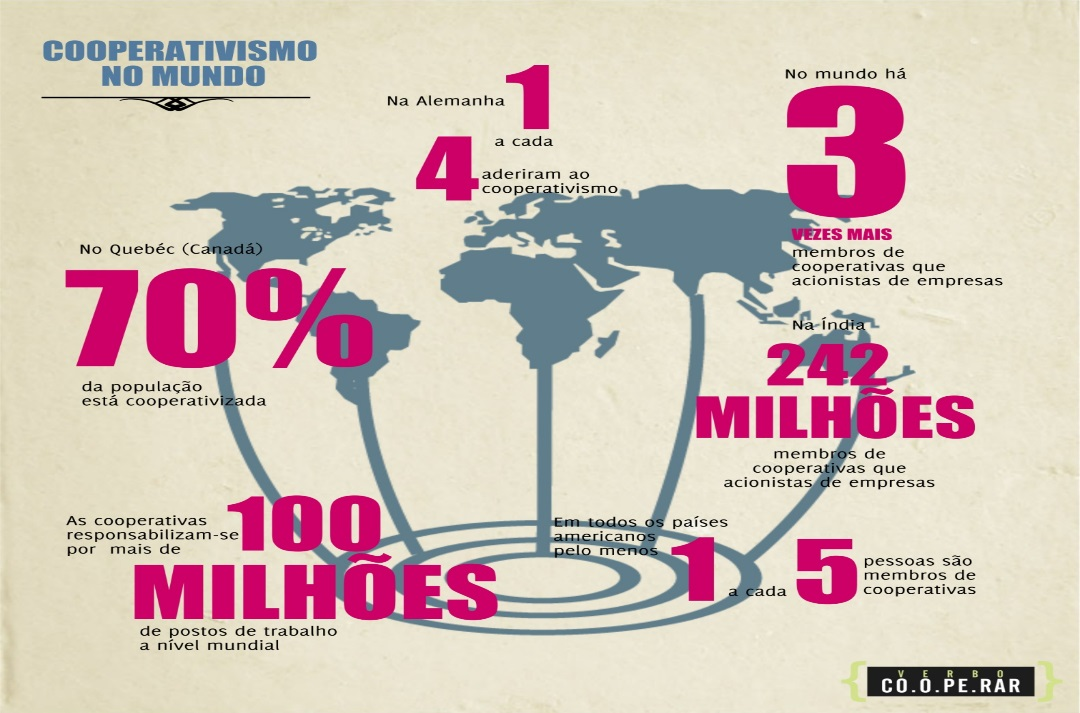 COOPERATIVISMO
NO MUNDO
Na Alemanha 1
a cada
4 aderiram ao
cooperativismo
No mundo há
3
VEZES MAIS
membros de
cooperativas que
acionistas de empresas
No Quebéc (Canadá)
70%
da população
está cooperativizada
Na Índia
242
MILHÕES
membros de
cooperativas que
acionistas de empresas
As cooperativas
responsabilizam-se
por mais de
100
MILHÕES
de postos de trabalho
a nível mundial
Em todos os países
americanos
pelo menos 1
a cada 5
pessoas são
membros de
cooperativas
VERBO
CO.O.PE.RAR